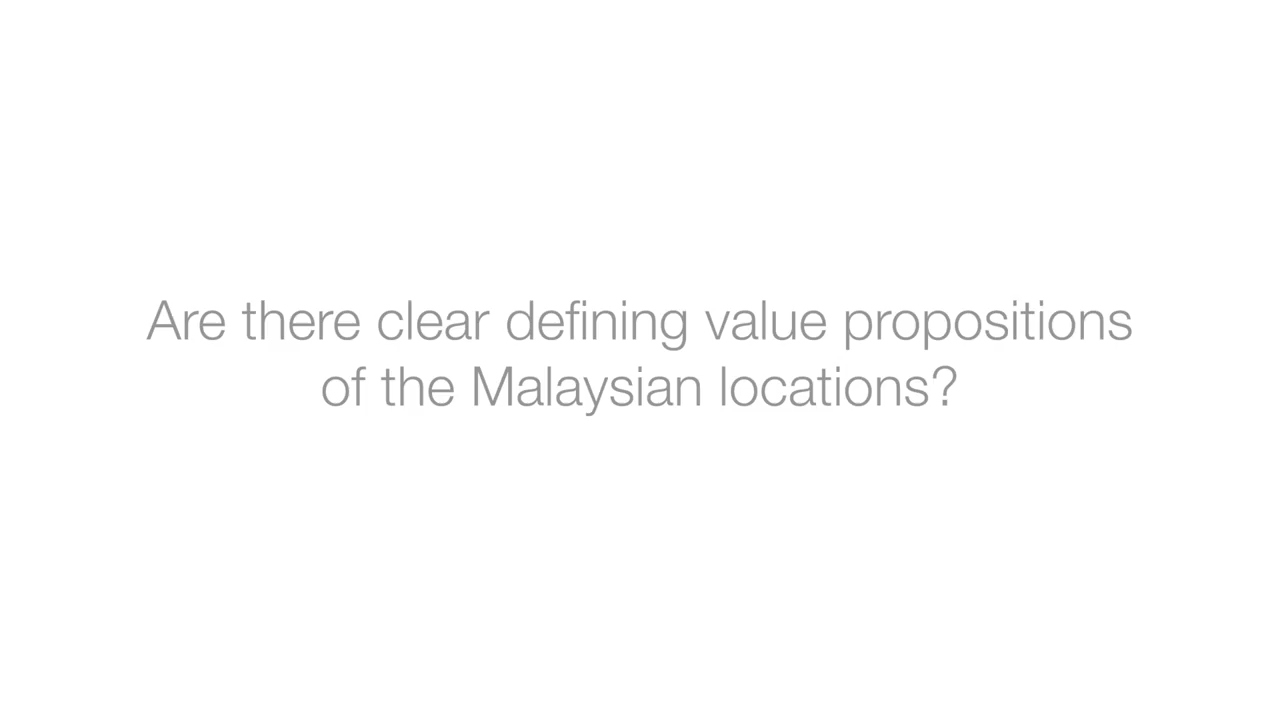 Are there clear defining value propositions
of the Malaysian locations?